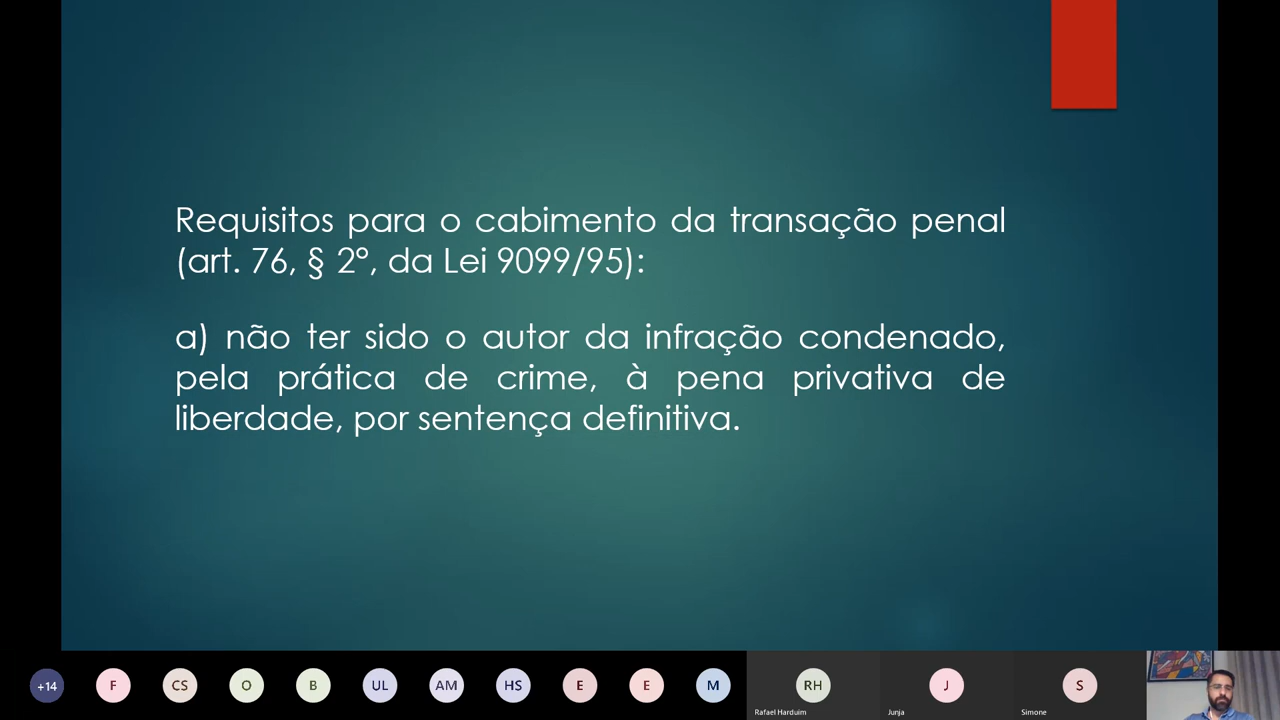 Requisitos para o cabimento da transação penal
(art. 76, § 2º, da Lei 9099/95):
a) não ter sido o autor da infração condenado,
pela prática de crime, à pena privativa de
liberdade, por sentença definitiva.
+14 F CS O B UL AM HS E E M RH J S
Rafael Harduim Junja Simone